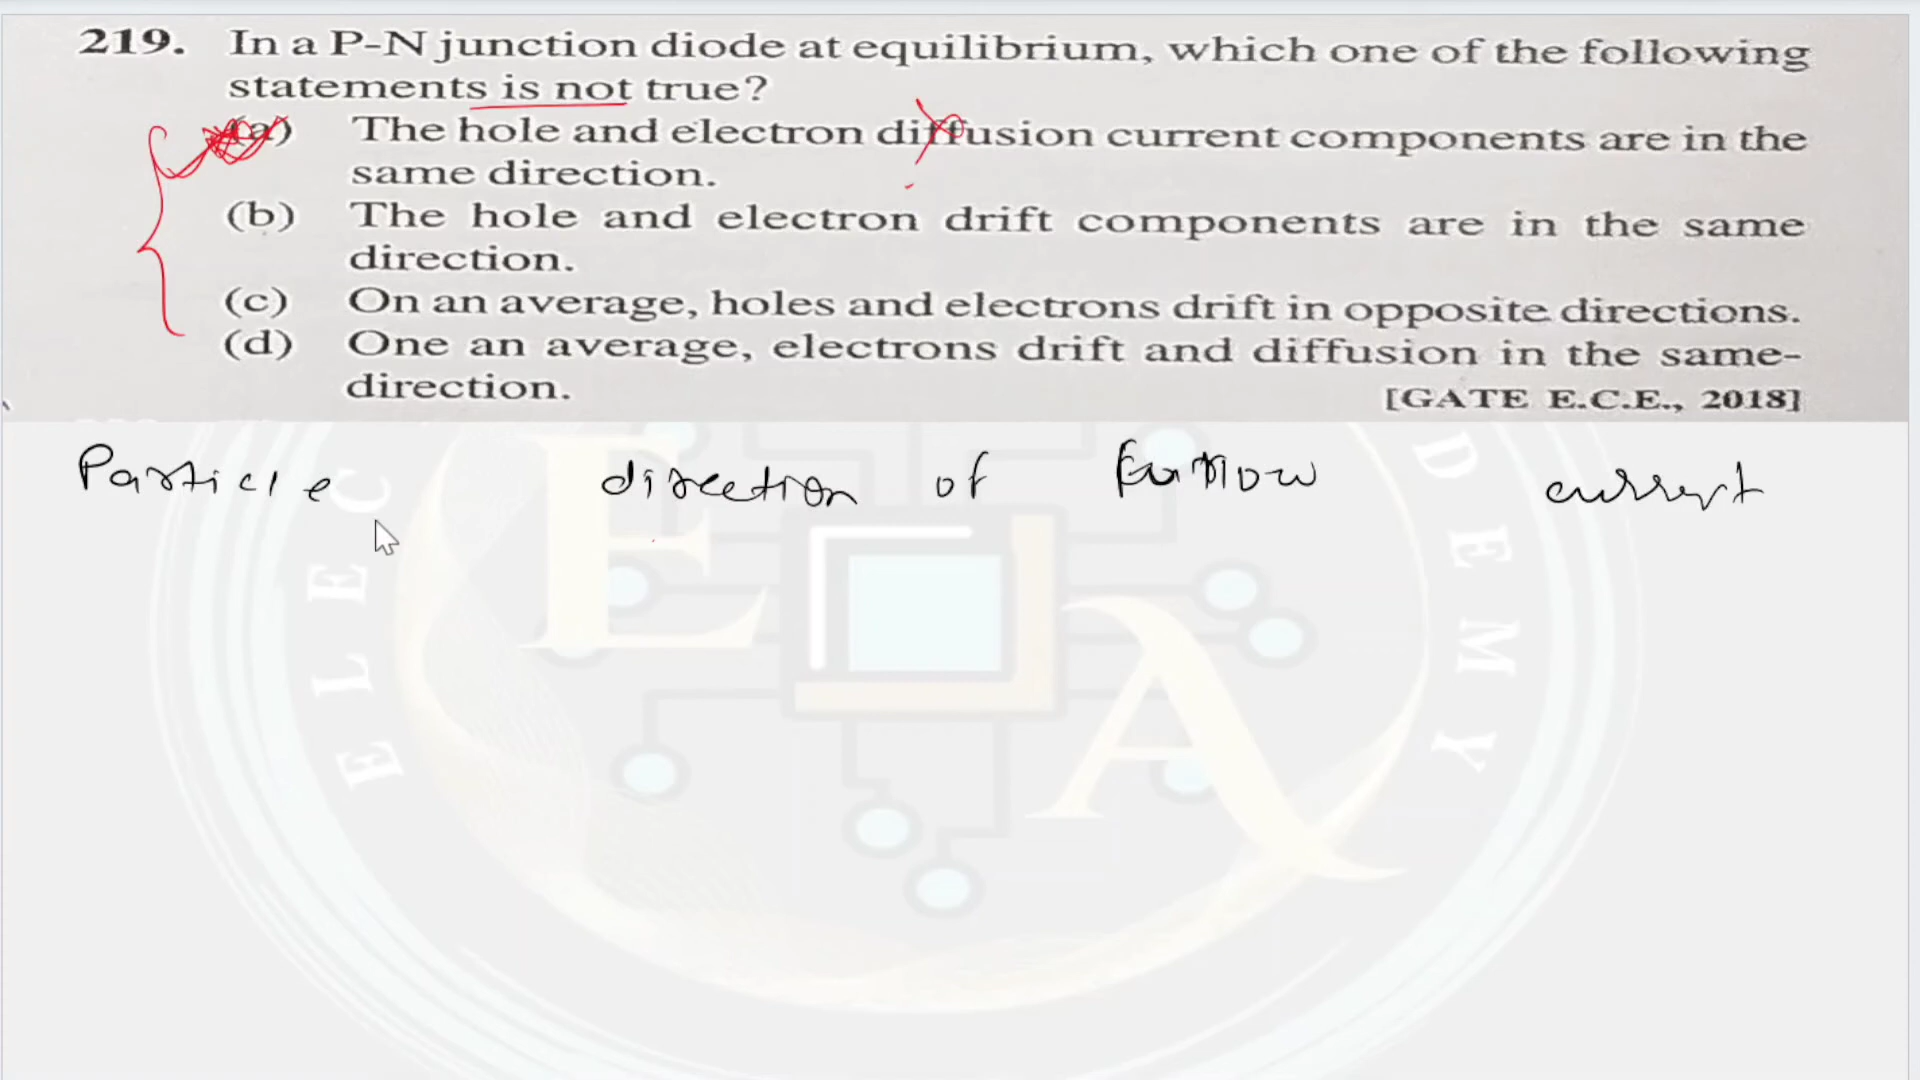 219. In a P-N junction diode at equilibrium, which one of the following
statements is not true?
(a) The hole and electron diffusion current components are in the
same direction.
(b) The hole and electron drift components are in the same
direction.
(c) On an average, holes and electrons drift in opposite directions.
(d) One an average, electrons drift and diffusion in the same-
direction.
[GATE E.C.E., 2018]
Particle direction of current
ELEC
DEMY
E
A